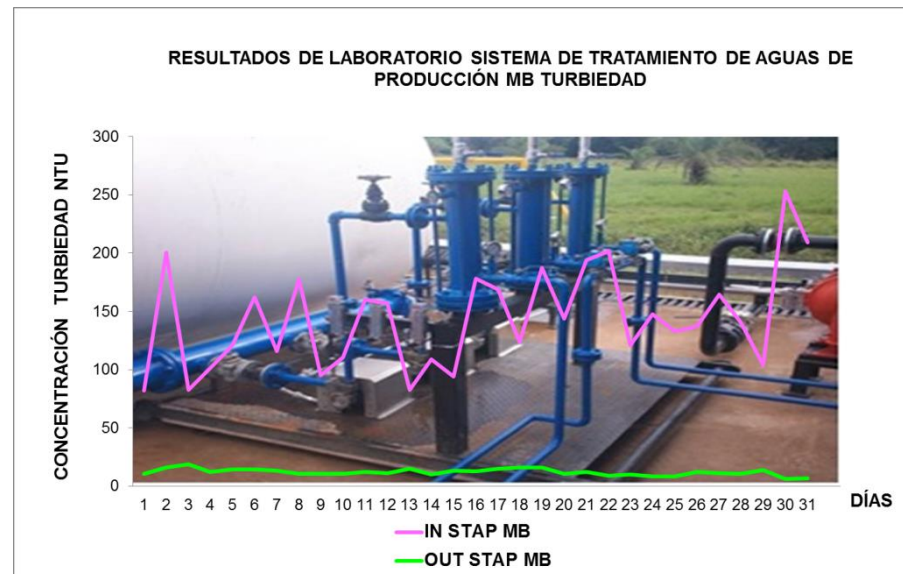 RESULTADOS DE LABORATORIO SISTEMA DE TRATAMIENTO DE AGUAS DE
PRODUCCIÓN MB TURBIEDAD
CONCENTRACIÓN TURBIEDAD NTU
300
250
200
150
100
50
0
1 2 3 4 5 6 7 8 9 10 11 12 13 14 15 16 17 18 19 20 21 22 23 24 25 26 27 28 29 30 31
DÍAS
IN STAP MB
OUT STAP MB